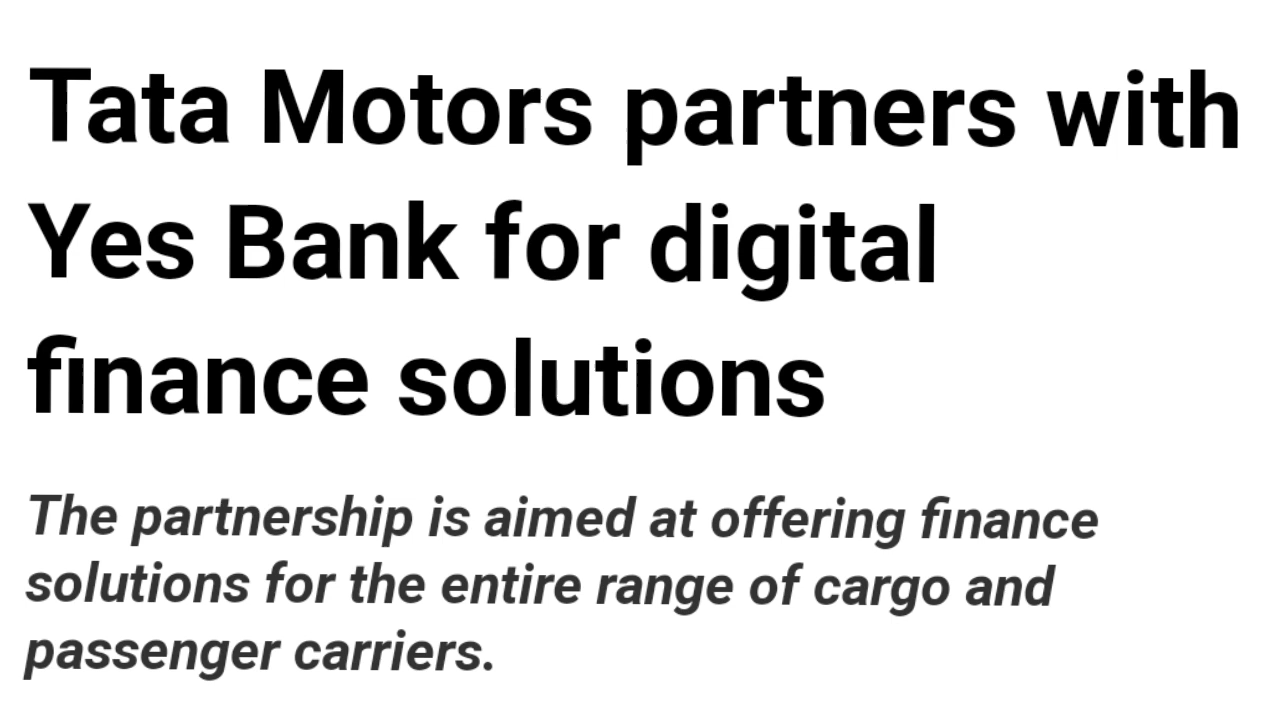 Tata Motors partners with
Yes Bank for digital
finance solutions
The partnership is aimed at offering finance
solutions for the entire range of cargo and
passenger carriers.